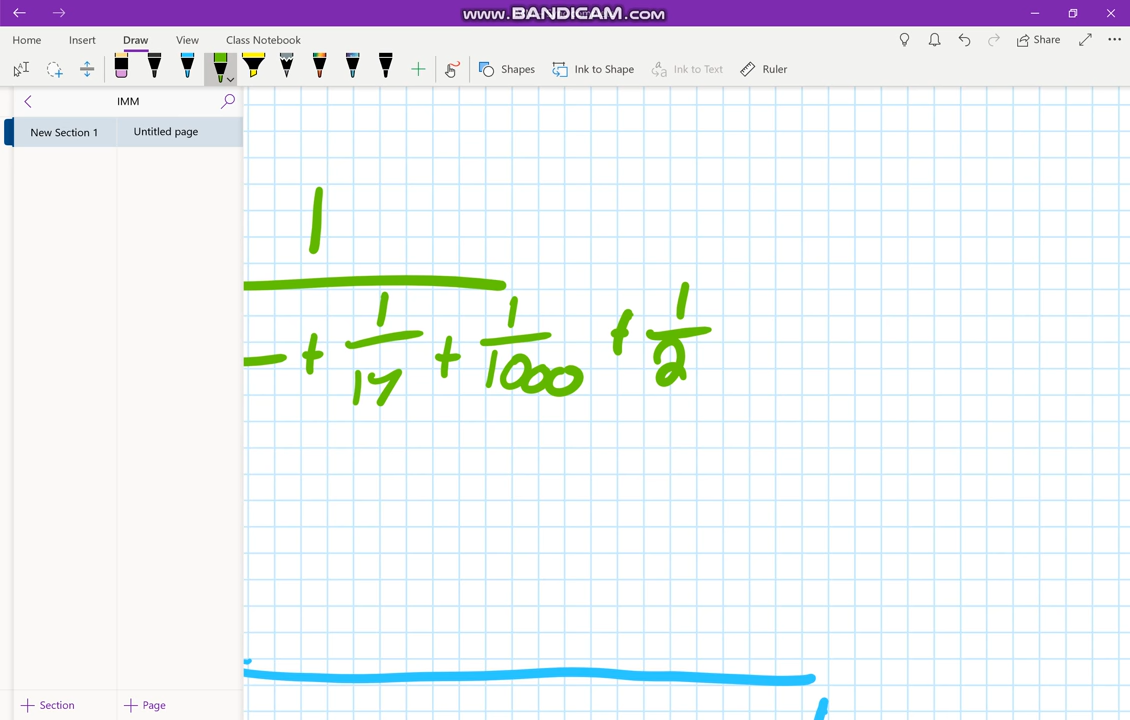 www.BANDICAM.com
Home Insert Draw View Class Notebook
Share
Shapes Ink to Shape Ink to Text Ruler
IMM
New Section 1 Untitled page
1
+ 1/17 + 1/1000 + 1/2
+ Section + Page